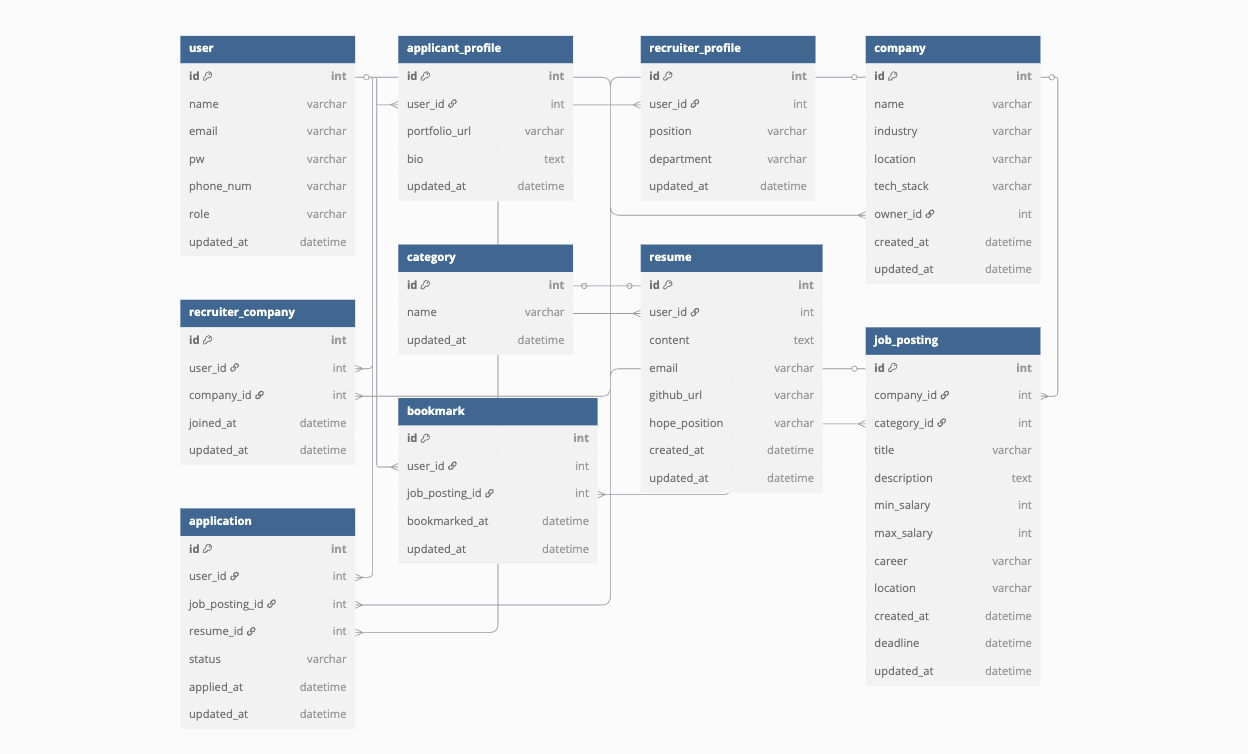 user
id int
name varchar
email varchar
pw varchar
phone_num varchar
role varchar
updated_at datetime
applicant_profile
id int
user_id int
portfolio_url varchar
bio text
updated_at datetime
recruiter_profile
id int
user_id int
position varchar
department varchar
updated_at datetime
company
id int
name varchar
industry varchar
location varchar
tech_stack varchar
owner_id int
created_at datetime
updated_at datetime
category
id int
name varchar
updated_at datetime
resume
id int
user_id int
content text
email varchar
github_url varchar
hope_position varchar
created_at datetime
updated_at datetime
recruiter_company
id int
user_id int
company_id int
joined_at datetime
updated_at datetime
job_posting
id int
company_id int
category_id int
title varchar
description text
min_salary int
max_salary int
career varchar
location varchar
created_at datetime
deadline datetime
updated_at datetime
bookmark
id int
user_id int
job_posting_id int
bookmarked_at datetime
updated_at datetime
application
id int
user_id int
job_posting_id int
resume_id int
status varchar
applied_at datetime
updated_at datetime